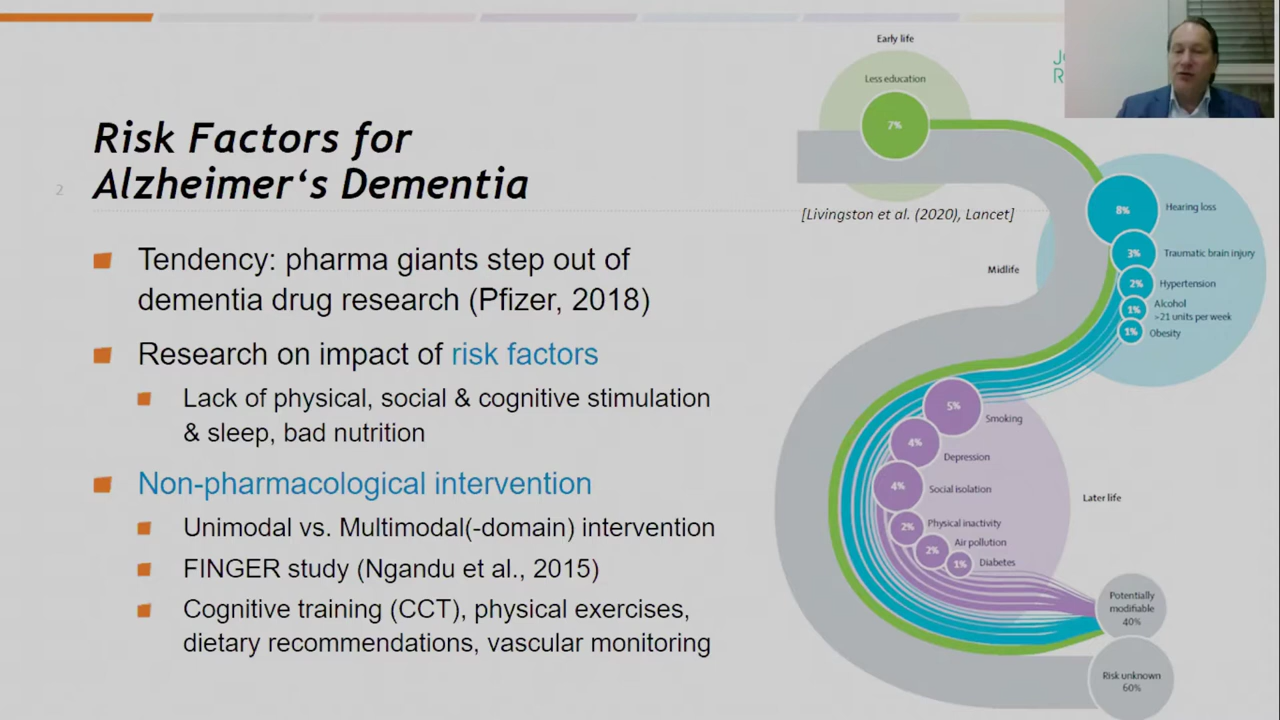 2
Risk Factors for
Alzheimer‘s Dementia
Tendency: pharma giants step out of
dementia drug research (Pfizer, 2018)
Research on impact of risk factors
Lack of physical, social & cognitive stimulation
& sleep, bad nutrition
Non-pharmacological intervention
Unimodal vs. Multimodal(-domain) intervention
FINGER study (Ngandu et al., 2015)
Cognitive training (CCT), physical exercises,
dietary recommendations, vascular monitoring
Early life
Less education
7%
[Livingston et al. (2020), Lancet]
Midlife
8%
Hearing loss
3%
Traumatic brain injury
2%
Hypertension
1%
Alcohol
>21 units per week
1%
Obesity
5%
Smoking
4%
Depression
4%
Social isolation
Later life
2%
Physical inactivity
2%
Air pollution
1%
Diabetes
Potentially
modifiable
40%
Risk unknown
60%